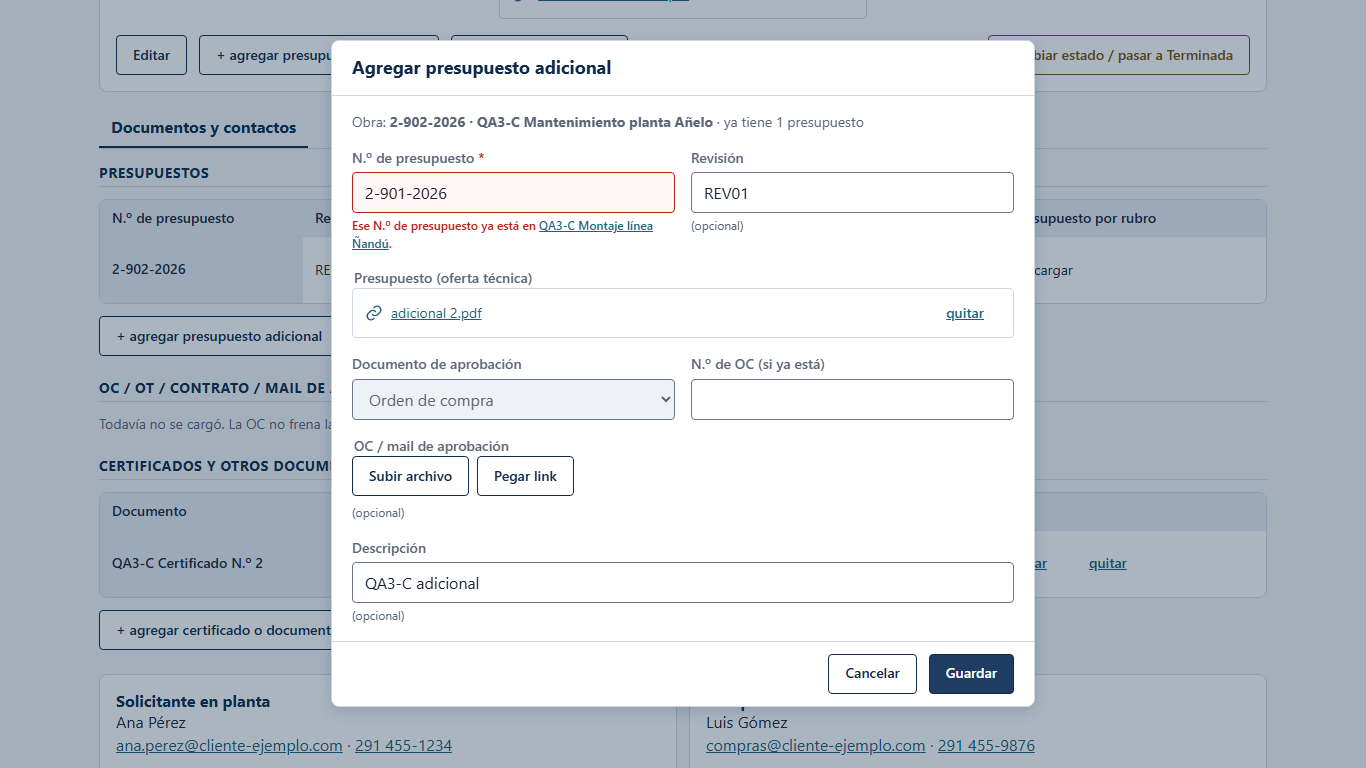 Editar
+ agregar presupu
biar estado / pasar a Terminada
Agregar presupuesto adicional
Obra: 2-902-2026 · QA3-C Mantenimiento planta Añelo · ya tiene 1 presupuesto
N.º de presupuesto *
Revisión
2-901-2026
REV01
Ese N.º de presupuesto ya está en QA3-C Montaje línea
Ñandú.
(opcional)
Presupuesto (oferta técnica)
adicional 2.pdf
quitar
Documento de aprobación
N.º de OC (si ya está)
Orden de compra
OC / mail de aprobación
Subir archivo
Pegar link
(opcional)
Descripción
QA3-C adicional
(opcional)
Cancelar
Guardar
Documentos y contactos
PRESUPUESTOS
N.º de presupuesto
Re
supuesto por rubro
2-902-2026
RE
cargar
+ agregar presupuesto adicional
OC / OT / CONTRATO / MAIL DE
Todavía no se cargó. La OC no frena la
CERTIFICADOS Y OTROS DOCUM
Documento
QA3-C Certificado N.º 2
ar
quitar
+ agregar certificado o document
Solicitante en planta
Ana Pérez
ana.perez@cliente-ejemplo.com · 291 455-1234
Luis Gómez
compras@cliente-ejemplo.com · 291 455-9876